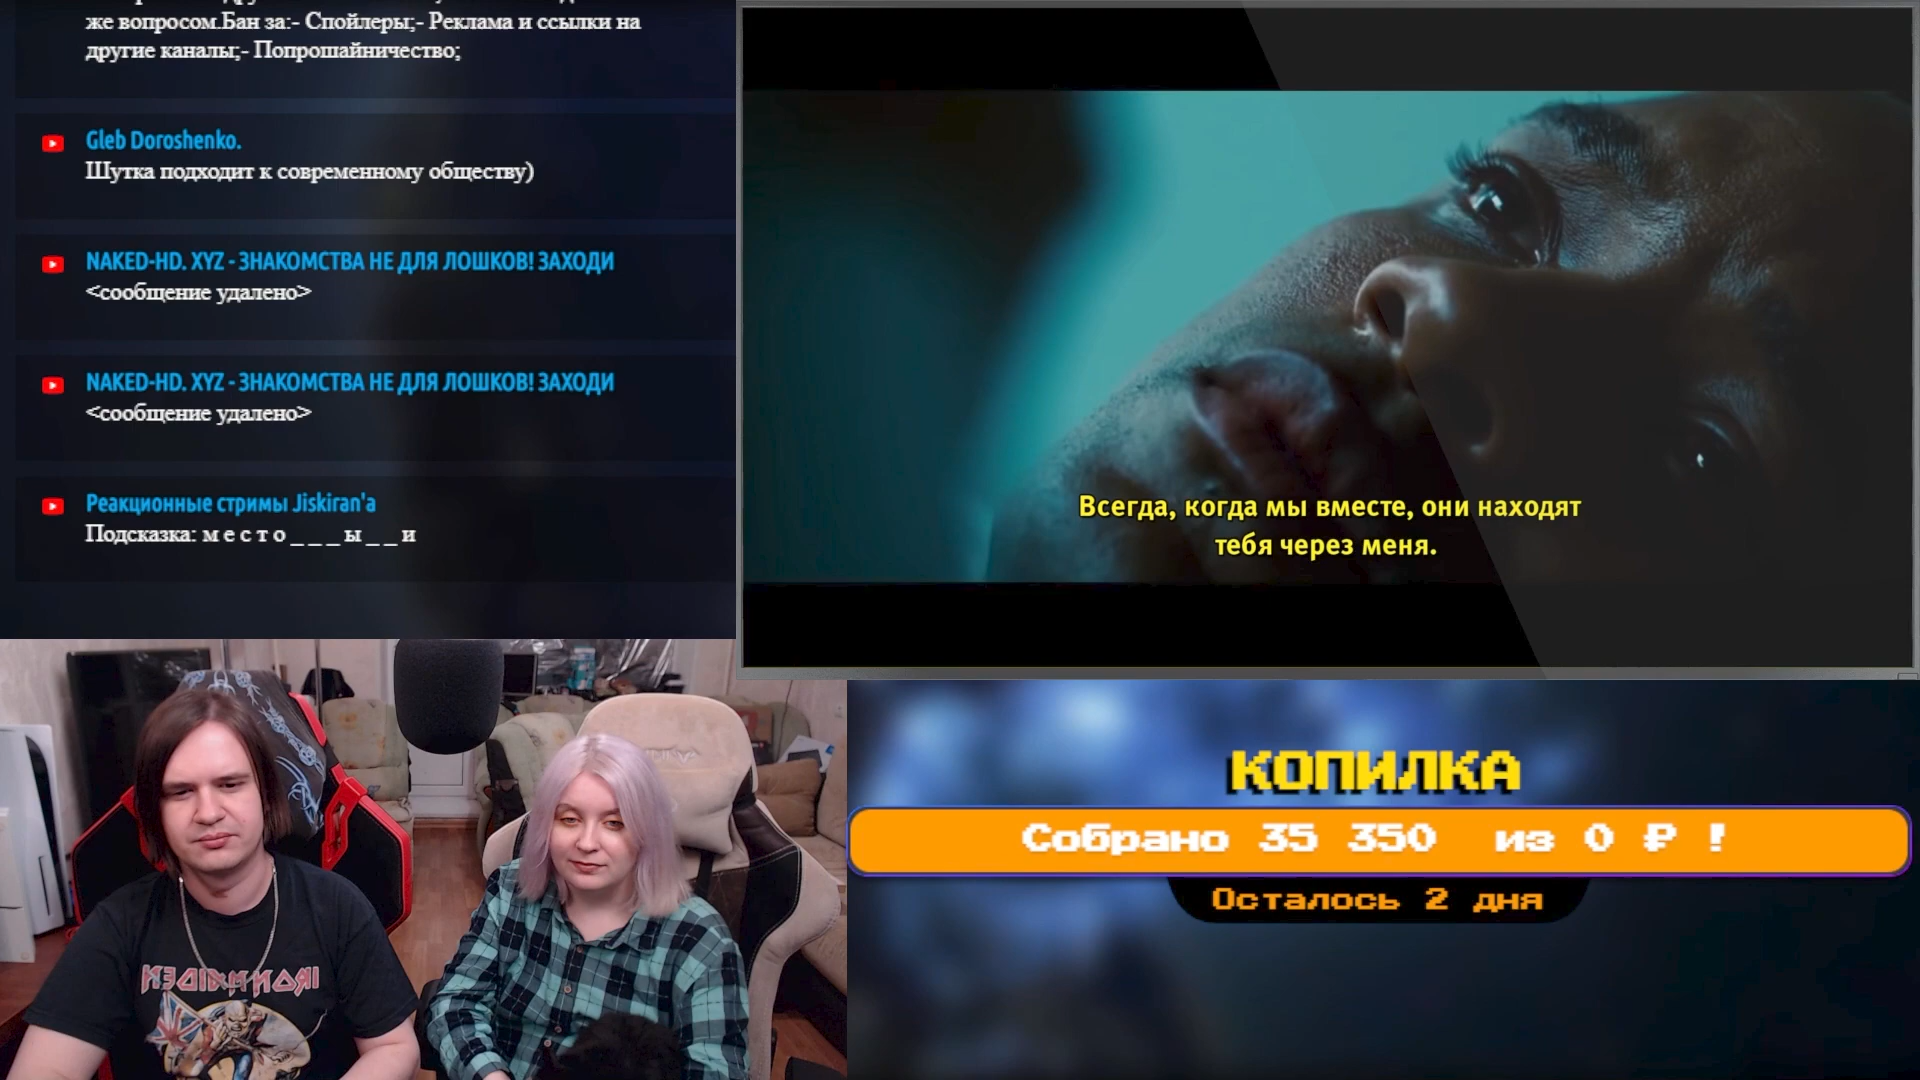 же вопросом.Бан за:- Спойлеры;- Реклама и ссылки на
другие каналы;- Попрошайничество;
Gleb Doroshenko.
Шутка подходит к современному обществу)
NAKED-HD. XYZ - ЗНАКОМСТВА НЕ ДЛЯ ЛОШКОВ! ЗАХОДИ
<сообщение удалено>
NAKED-HD. XYZ - ЗНАКОМСТВА НЕ ДЛЯ ЛОШКОВ! ЗАХОДИ
<сообщение удалено>
Реакционные стримы Jiskiran'a
Подсказка: м е с т о _ _ _ ы _ _ и
Всегда, когда мы вместе, они находят
тебя через меня.
КОПИЛКА
Собрано 35 350 из 0 ₽ !
Осталось 2 дня
IRON MAIDEN